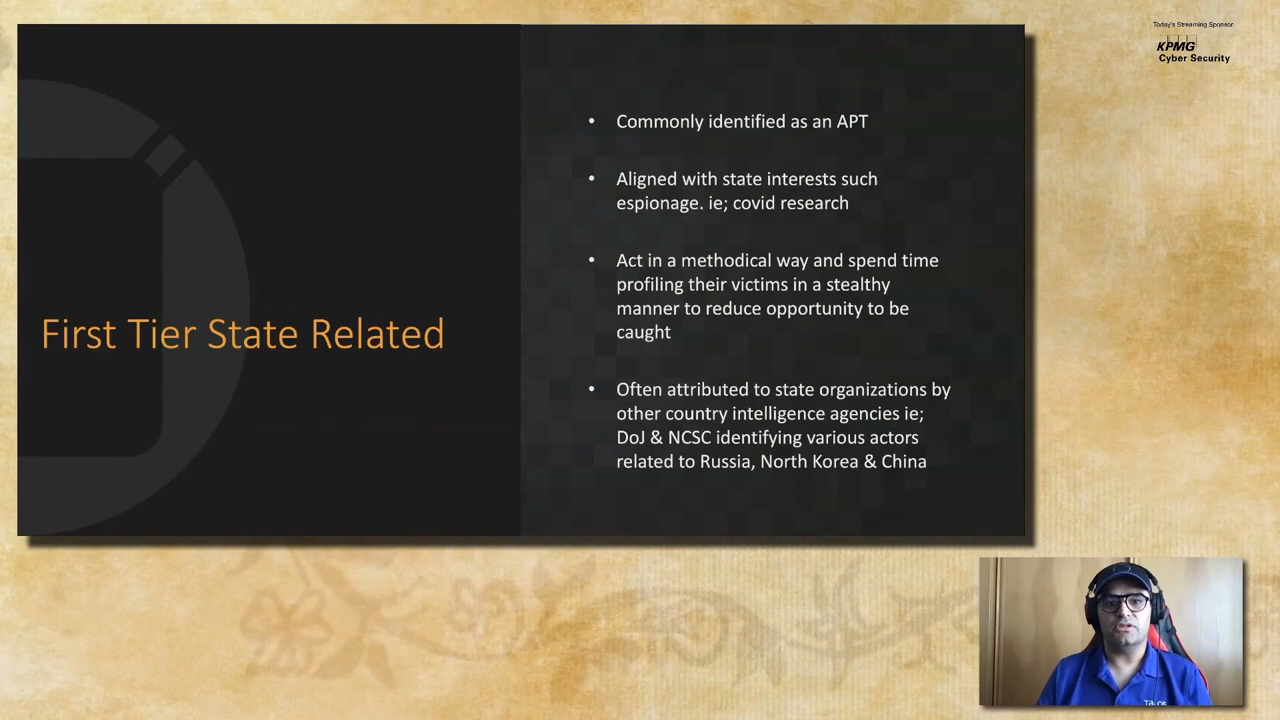 Today's Streaming Sponsor
KPMG
Cyber Security
First Tier State Related
• Commonly identified as an APT
• Aligned with state interests such
espionage. ie; covid research
• Act in a methodical way and spend time
profiling their victims in a stealthy
manner to reduce opportunity to be
caught
• Often attributed to state organizations by
other country intelligence agencies ie;
DoJ & NCSC identifying various actors
related to Russia, North Korea & China